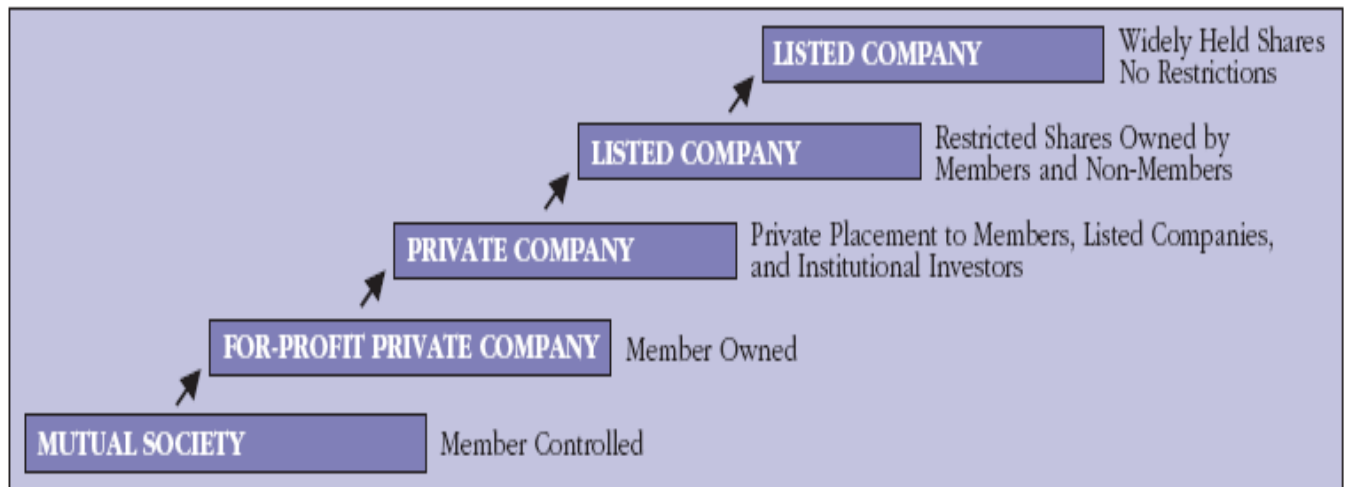 LISTED COMPANY
Widely Held Shares
No Restrictions
LISTED COMPANY
Restricted Shares Owned by
Members and Non-Members
PRIVATE COMPANY
Private Placement to Members, Listed Companies,
and Institutional Investors
FOR-PROFIT PRIVATE COMPANY
Member Owned
MUTUAL SOCIETY
Member Controlled